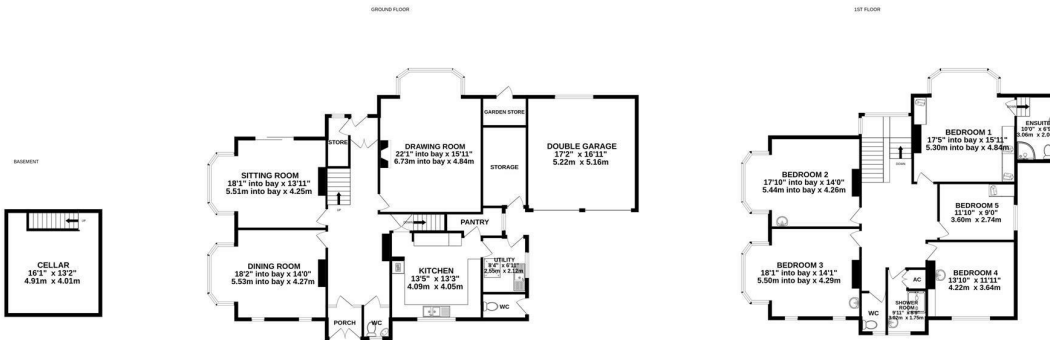 BASEMENT
CELLAR
16'1" x 13'2"
4.91m x 4.01m
UP
GROUND FLOOR
STORE
SITTING ROOM
18'1" into bay x 13'11"
5.51m into bay x 4.25m
UP
DRAWING ROOM
22'1" into bay x 15'11"
6.73m into bay x 4.84m
GARDEN STORE
STORAGE
DOUBLE GARAGE
17'2" x 16'11"
5.22m x 5.16m
PANTRY
DINING ROOM
18'2" into bay x 14'0"
5.53m into bay x 4.27m
KITCHEN
13'5" x 13'3"
4.09m x 4.05m
UTILITY
2.55m x 2.12m
WC
PORCH
WC
1ST FLOOR
BEDROOM 1
17'5" into bay x 15'11"
5.30m into bay x 4.84m
ENSUITE
DOWN
BEDROOM 2
17'10" into bay x 14'0"
5.44m into bay x 4.26m
BEDROOM 5
11'10" x 9'0"
3.60m x 2.74m
BEDROOM 3
18'1" into bay x 14'1"
5.50m into bay x 4.29m
AC
BEDROOM 4
13'10" x 11'11"
4.22m x 3.64m
WC
SHOWER
ROOM